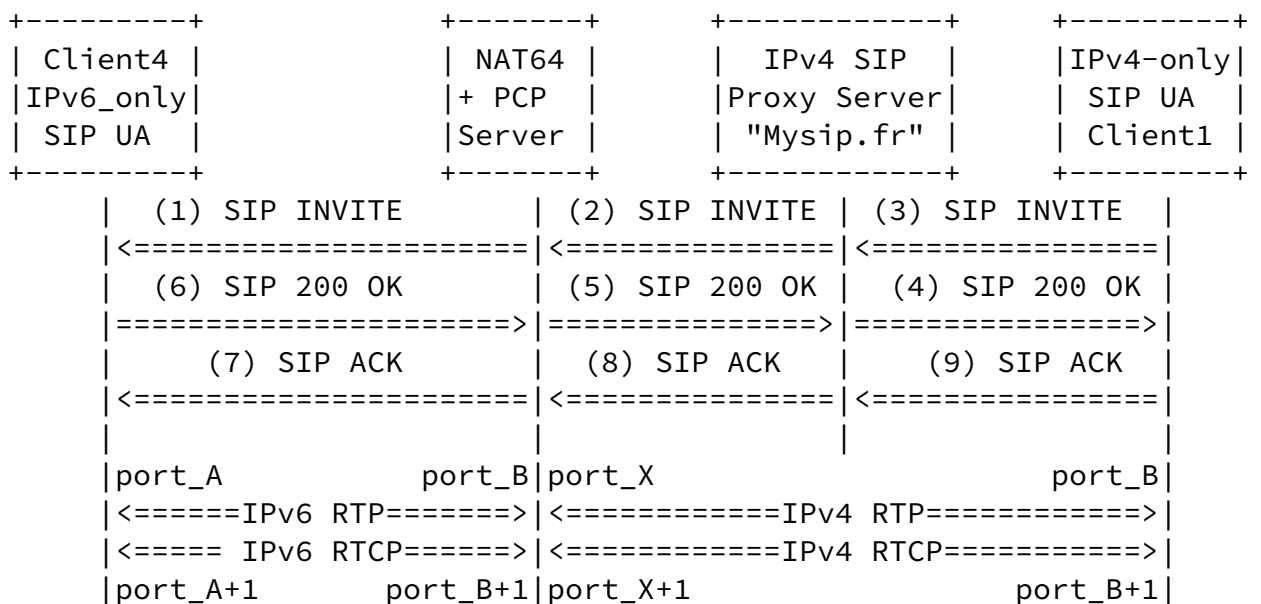 +---------+ +-------+ +------------+ +---------+
| Client4 | | NAT64 | | IPv4 SIP | |IPv4-only|
|IPv6_only| |+ PCP | |Proxy Server| | SIP UA |
| SIP UA | |Server | | "Mysip.fr" | | Client1 |
+---------+ +-------+ +------------+ +---------+
| (1) SIP INVITE | (2) SIP INVITE | (3) SIP INVITE |
|<======================|<===============|<================|
| (6) SIP 200 OK | (5) SIP 200 OK | (4) SIP 200 OK |
|======================>|===============>|================>|
| (7) SIP ACK | (8) SIP ACK | (9) SIP ACK |
|<======================|<===============|<================|
| | | |
|port_A port_B|port_X port_B|
|<======IPv6 RTP=======>|<============IPv4 RTP============>|
|<===== IPv6 RTCP======>|<============IPv4 RTCP===========>|
|port_A+1 port_B+1|port_X+1 port_B+1|